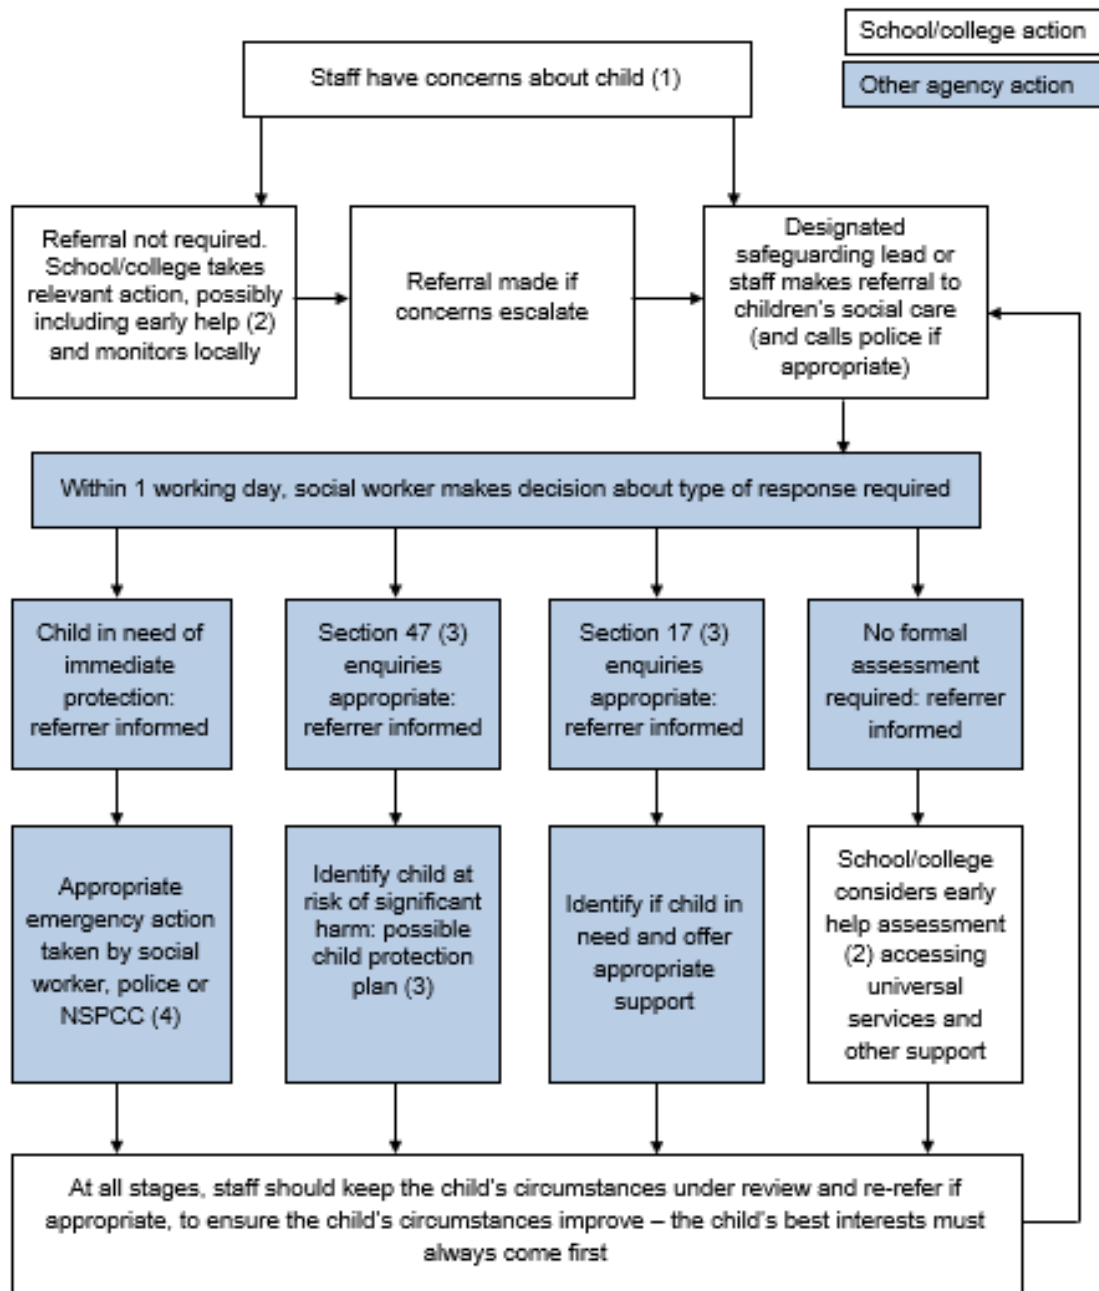 School/college action
Other agency action
Staff have concerns about child (1)
Referral not required.
School/college takes
relevant action, possibly
including early help (2)
and monitors locally
Referral made if
concerns escalate
Designated
safeguarding lead or
staff makes referral to
children's social care
(and calls police if
appropriate)
Within 1 working day, social worker makes decision about type of response required
Child in need of
immediate
protection:
referrer informed
Section 47 (3)
enquiries
appropriate:
referrer informed
Section 17 (3)
enquiries
appropriate:
referrer informed
No formal
assessment
required: referrer
informed
Appropriate
emergency action
taken by social
worker, police or
NSPCC (4)
Identify child at
risk of significant
harm: possible
child protection
plan (3)
Identify if child in
need and offer
appropriate
support
School/college
considers early
help assessment
(2) accessing
universal
services and
other support
At all stages, staff should keep the child's circumstances under review and re-refer if
appropriate, to ensure the child's circumstances improve – the child's best interests must
always come first